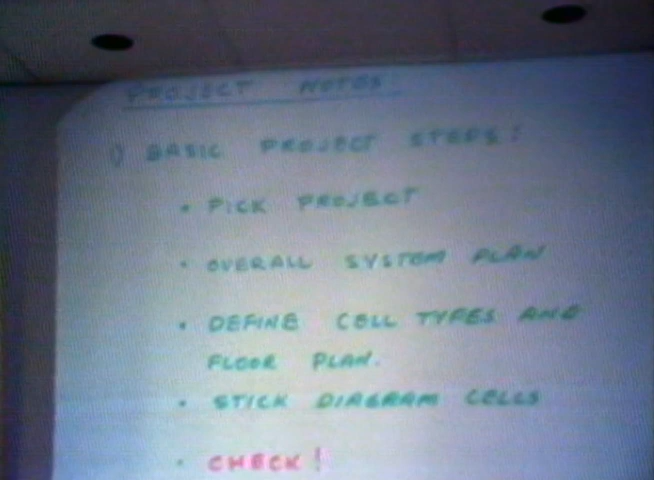 PROJECT NOTES
1) BASIC PROJECT STEPS:
• PICK PROJECT
• OVERALL SYSTEM PLAN
• DEFINE CELL TYPES AND
FLOOR PLAN.
• STICK DIAGRAM CELLS
• CHECK!